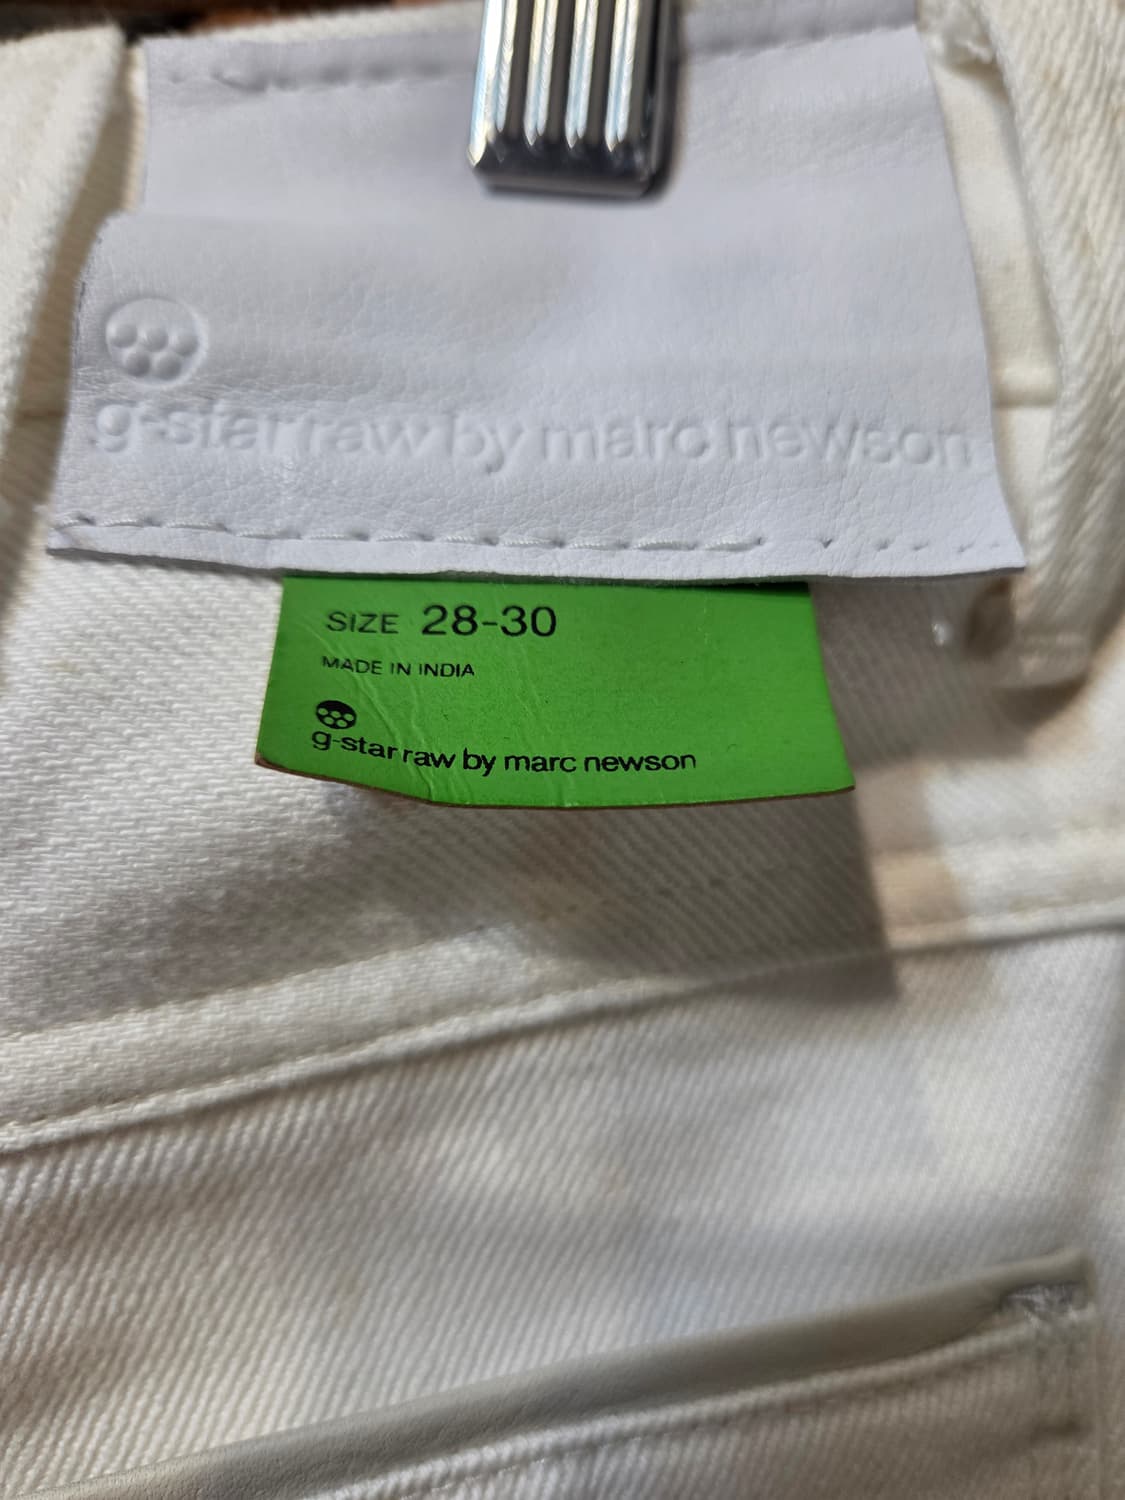 g-star raw by marc newson
SIZE 28-30
MADE IN INDIA
g-star raw by marc newson